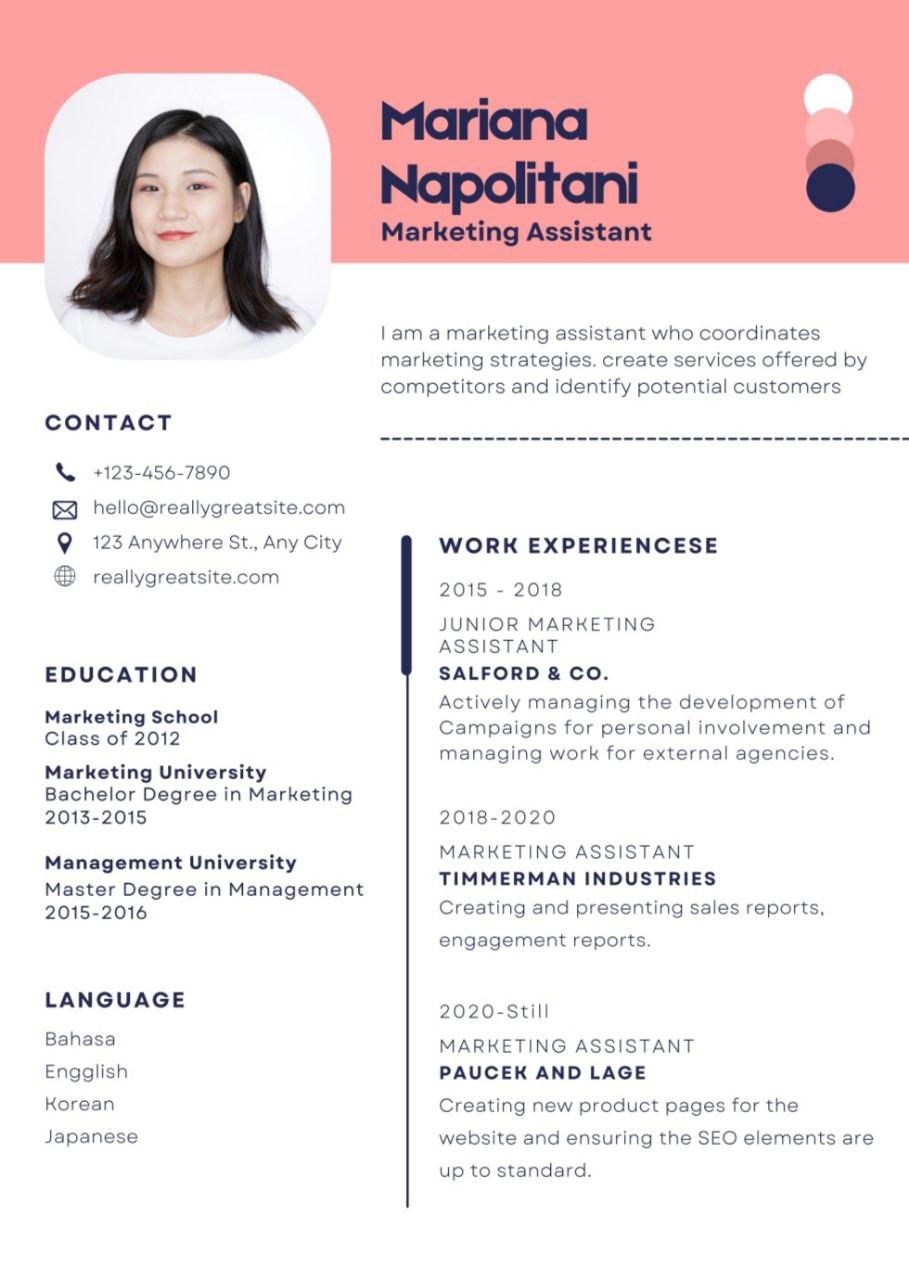 Mariana
Napolitani
Marketing Assistant
I am a marketing assistant who coordinates
marketing strategies. create services offered by
competitors and identify potential customers
CONTACT
+123-456-7890
hello@reallygreatsite.com
123 Anywhere St., Any City
reallygreatsite.com
EDUCATION
Marketing School
Class of 2012
Marketing University
Bachelor Degree in Marketing
2013-2015
Management University
Master Degree in Management
2015-2016
LANGUAGE
Bahasa
Engglish
Korean
Japanese
WORK EXPERIENCESE
2015 - 2018
JUNIOR MARKETING
ASSISTANT
SALFORD & CO.
Actively managing the development of
Campaigns for personal involvement and
managing work for external agencies.
2018-2020
MARKETING ASSISTANT
TIMMERMAN INDUSTRIES
Creating and presenting sales reports,
engagement reports.
2020-Still
MARKETING ASSISTANT
PAUCEK AND LAGE
Creating new product pages for the
website and ensuring the SEO elements are
up to standard.